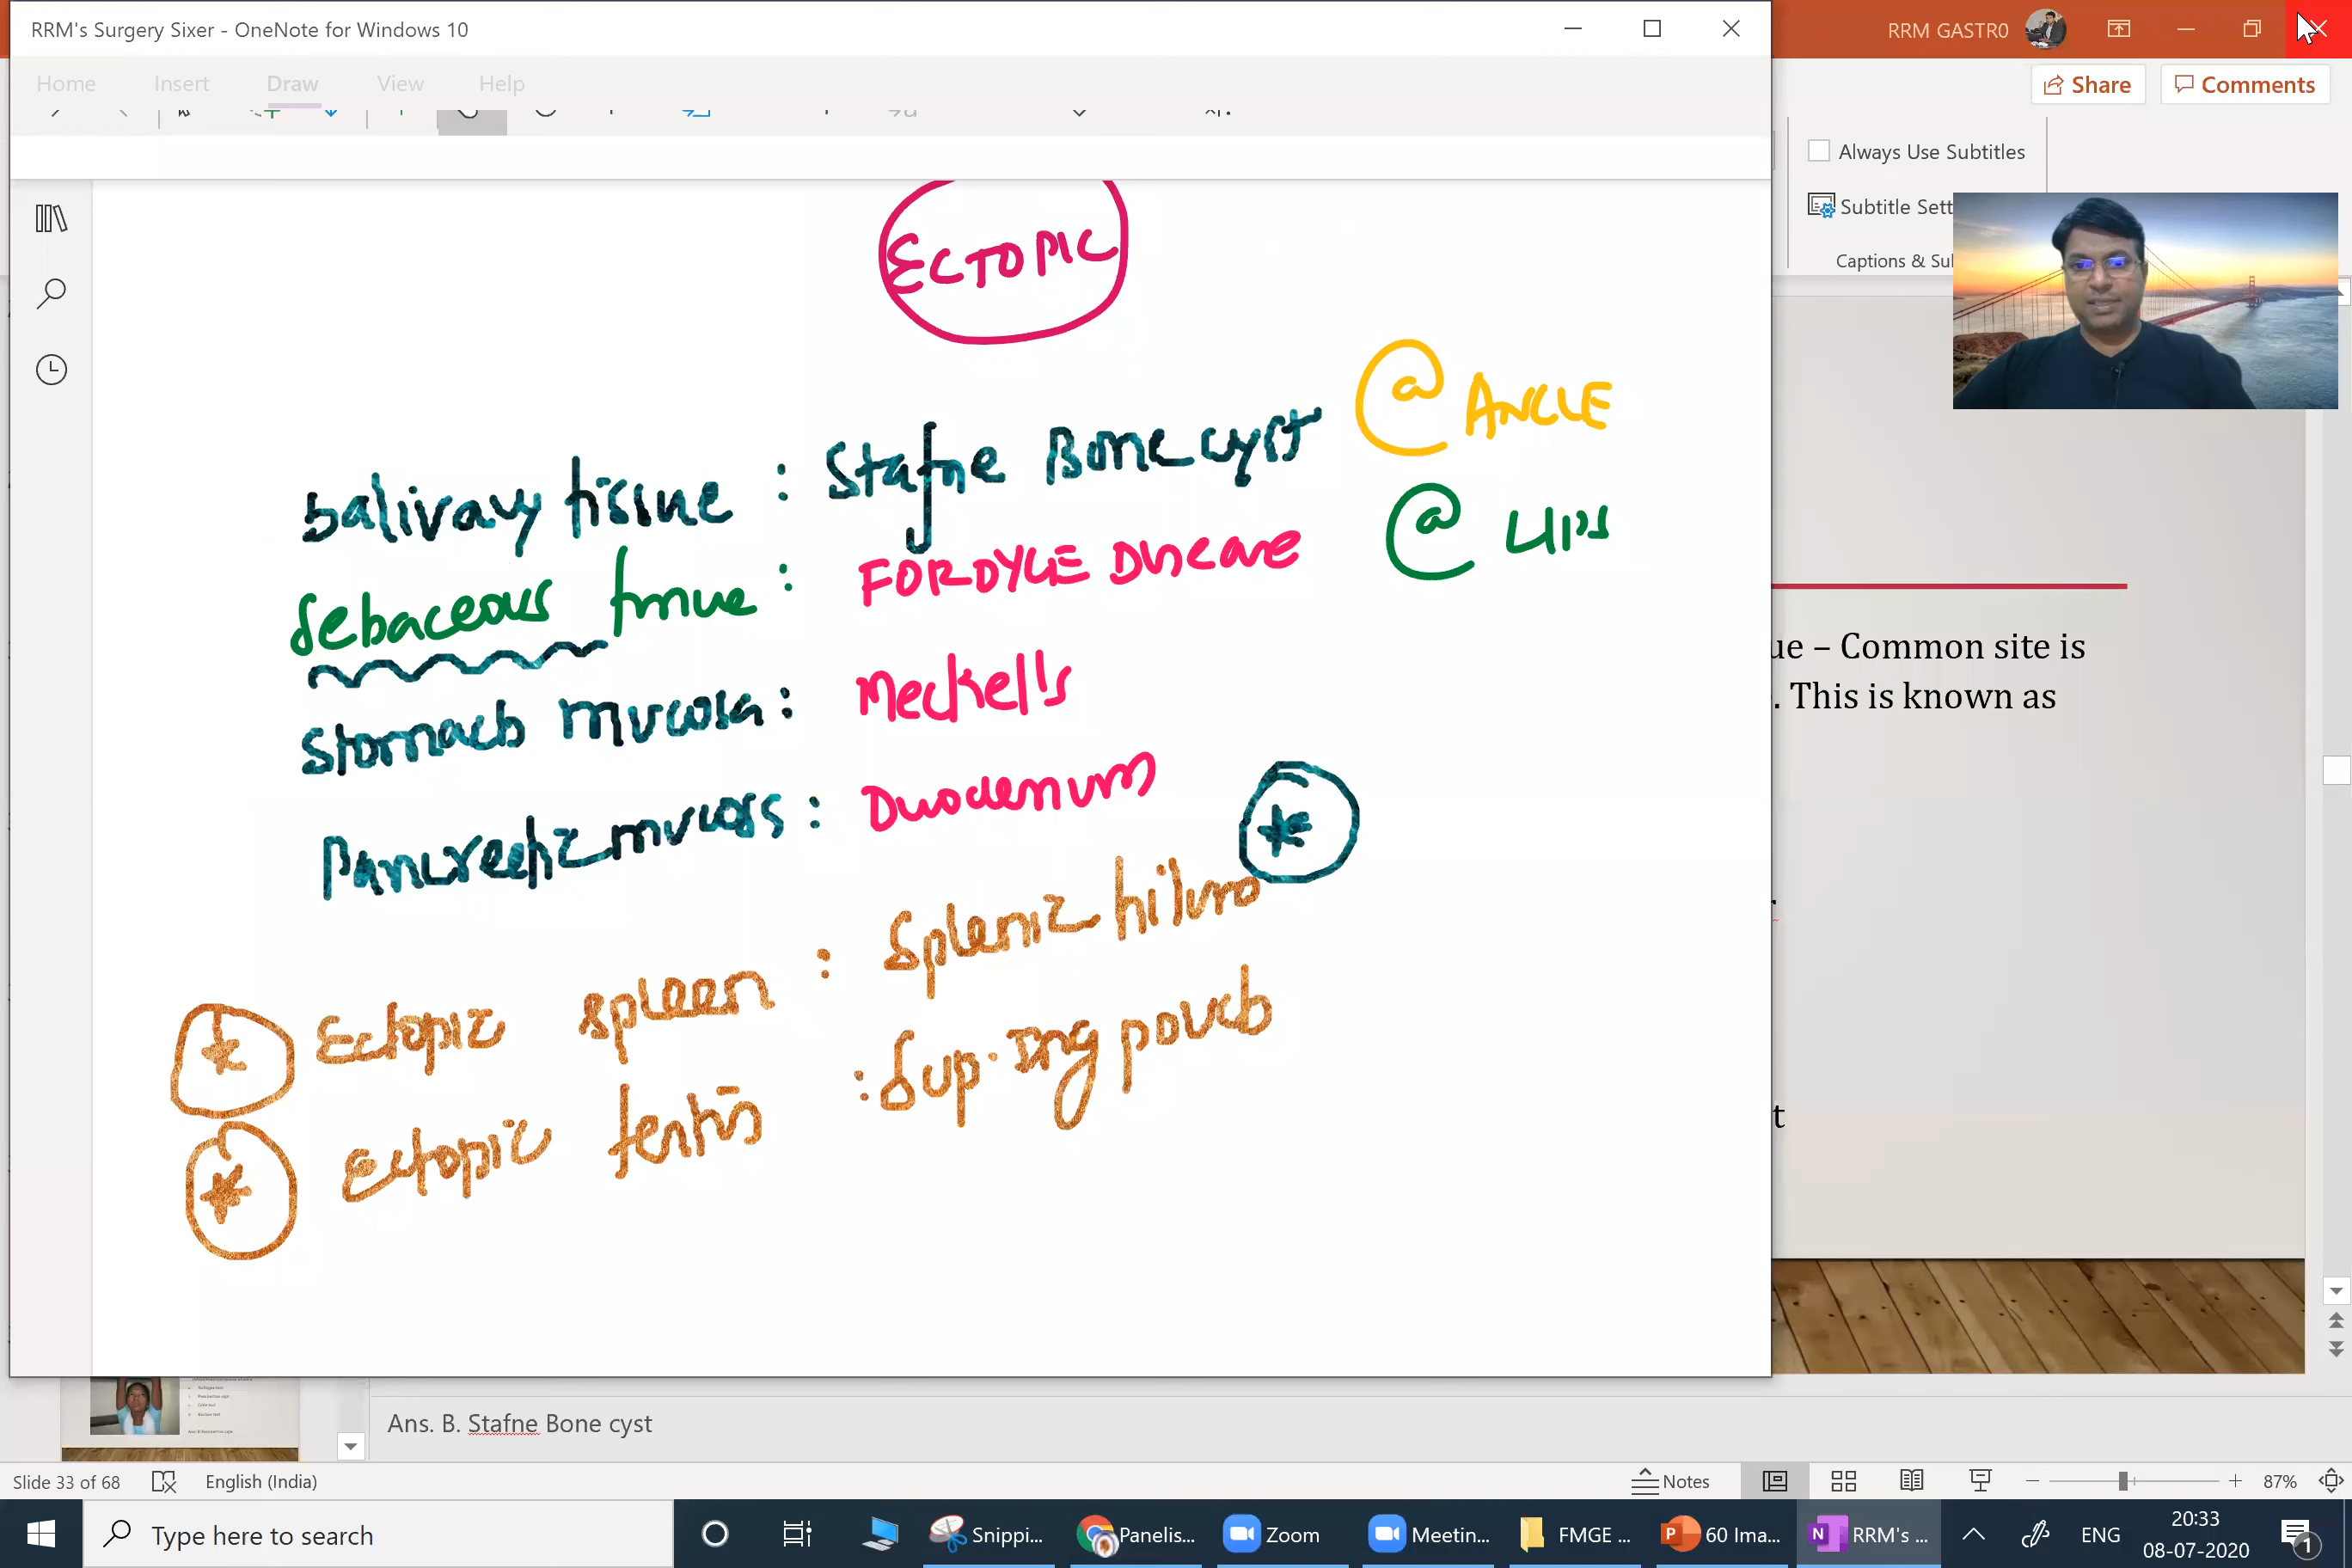 RRM's Surgery Sixer - OneNote for Windows 10
RRM GASTRO
Home Insert Draw View Help
Share Comments
Always Use Subtitles
Subtitle Sett
Captions & Sul
ECTOPIC
Salivary tissue : Stafne Bone cyst @ ANGLE
Sebaceous tissue : FORDYCE Disease @ LIPS
Stomach mucosa : Meckel's
Pancreatic mucosa : Duodenum
Ectopic spleen : Splenic hilum
Ectopic testis : Sup. Ing pouch
ue – Common site is
. This is known as
t
Ans. B. Stafne Bone cyst
Slide 33 of 68 English (India) Notes 87%
Type here to search Snippi... Panelis... Zoom Meetin... FMGE ... 60 Ima... RRM's ... ENG 20:33
08-07-2020 1